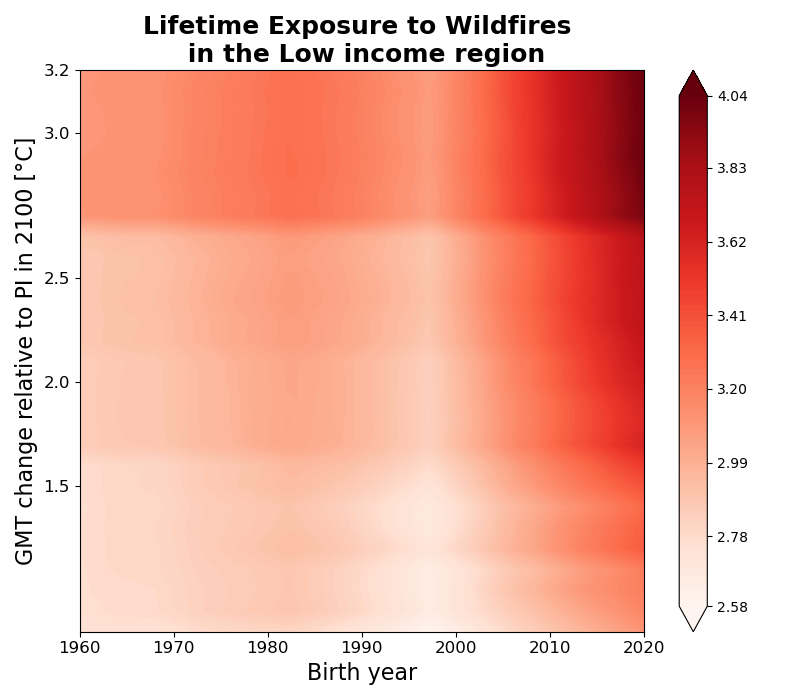 Lifetime Exposure to Wildfires
in the Low income region
GMT change relative to PI in 2100 [°C]
3.2
3.0
2.5
2.0
1.5
1960 1970 1980 1990 2000 2010 2020
Birth year
4.04
3.83
3.62
3.41
3.20
2.99
2.78
2.58